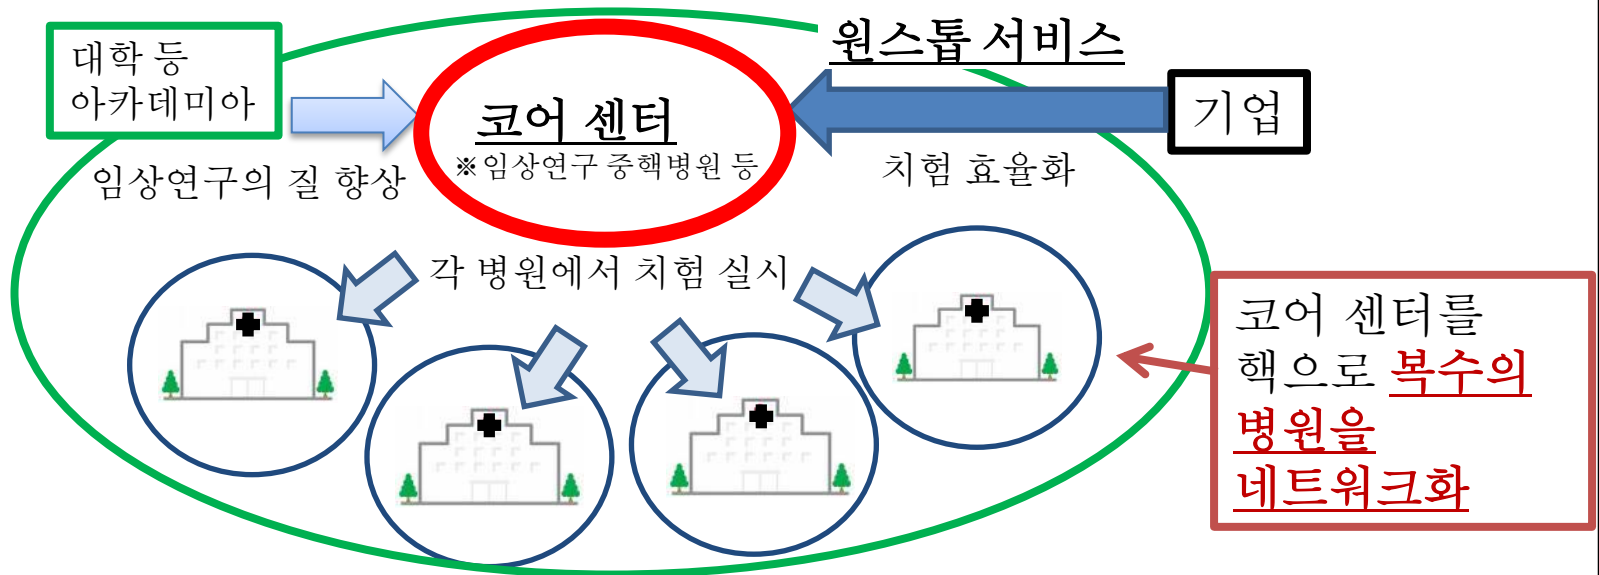 대학 등
아카데미아
원스톱 서비스
코어 센터
※임상연구 중핵병원 등
기업
임상연구의 질 향상
치험 효율화
각 병원에서 치험 실시
코어 센터를
핵으로 복수의
병원을
네트워크화